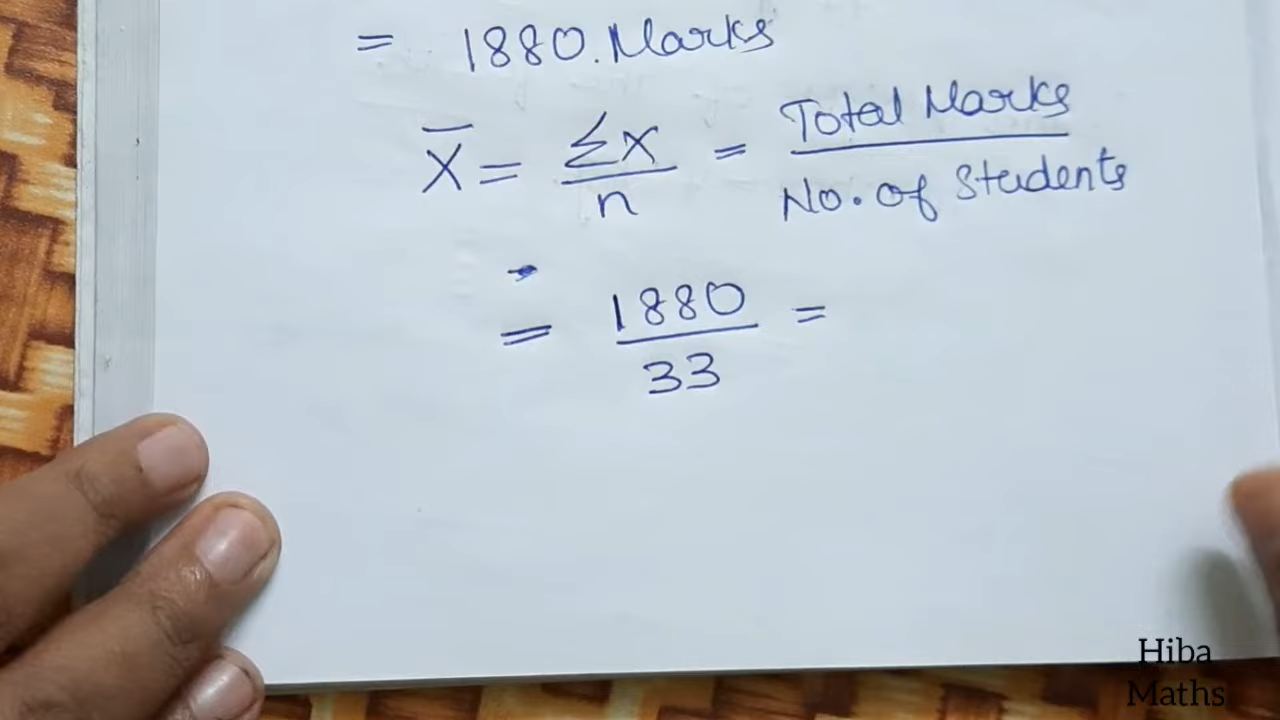 = 1880. Marks
X̄ = Σx/n = Total Marks/No. of Students
= 1880/33 =
Hiba
Maths